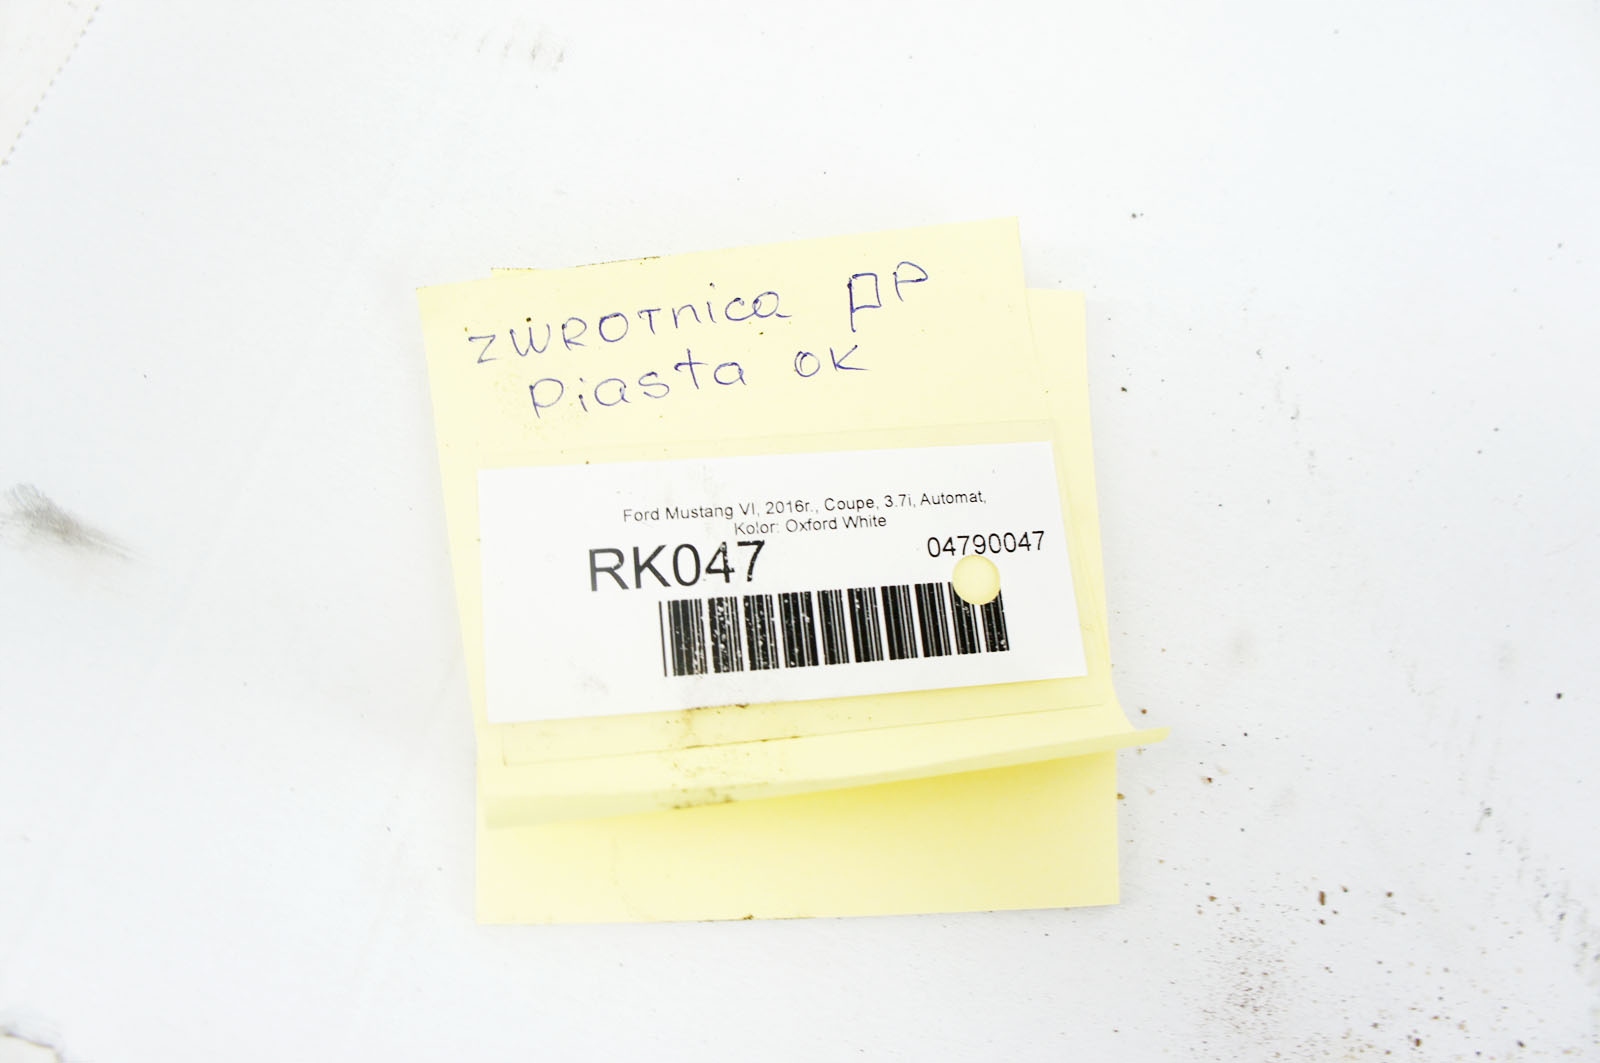 ZWROTnica PP
Piasta OK
Ford Mustang VI, 2016r., Coupe, 3.7i, Automat,
Kolor: Oxford White
RK047
04790047